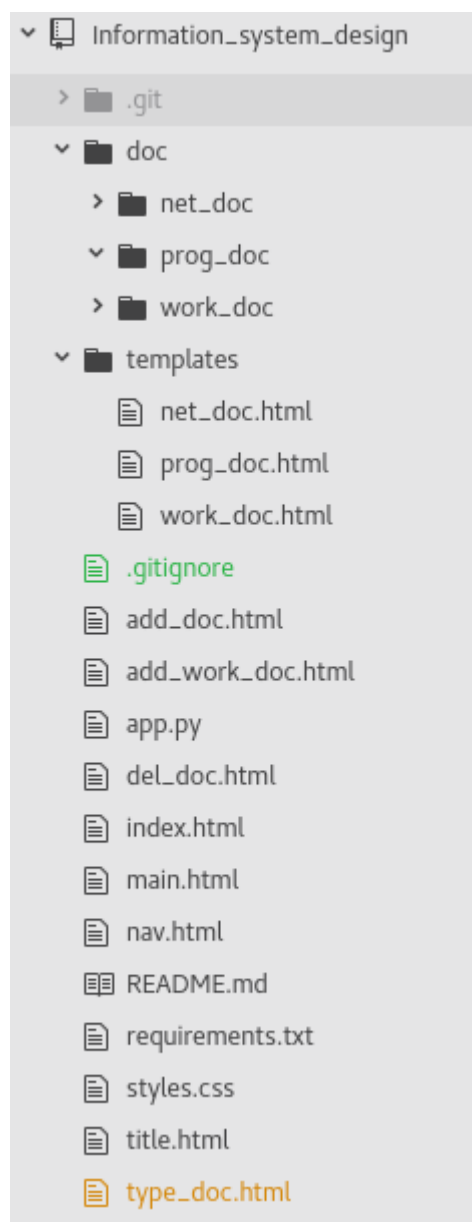 Information_system_design
.git
doc
net_doc
prog_doc
work_doc
templates
net_doc.html
prog_doc.html
work_doc.html
.gitignore
add_doc.html
add_work_doc.html
app.py
del_doc.html
index.html
main.html
nav.html
README.md
requirements.txt
styles.css
title.html
type_doc.html